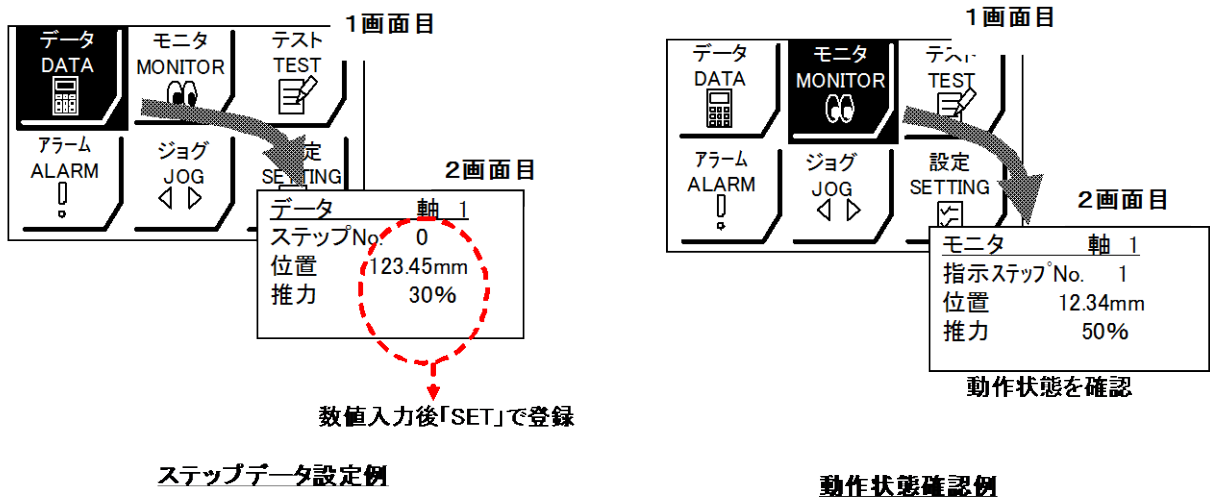 1画面目
データ
DATA
モニタ
MONITOR
テスト
TEST
アラーム
ALARM
ジョグ
JOG
定
SETTING
2画面目
データ 軸 1
ステップNo. 0
位置 123.45mm
推力 30%
数値入力後「SET」で登録
ステップデータ設定例
1画面目
データ
DATA
モニタ
MONITOR
テスト
TEST
アラーム
ALARM
ジョグ
JOG
設定
SETTING
2画面目
モニタ 軸 1
指示ステップNo. 1
位置 12.34mm
推力 50%
動作状態を確認
動作状態確認例